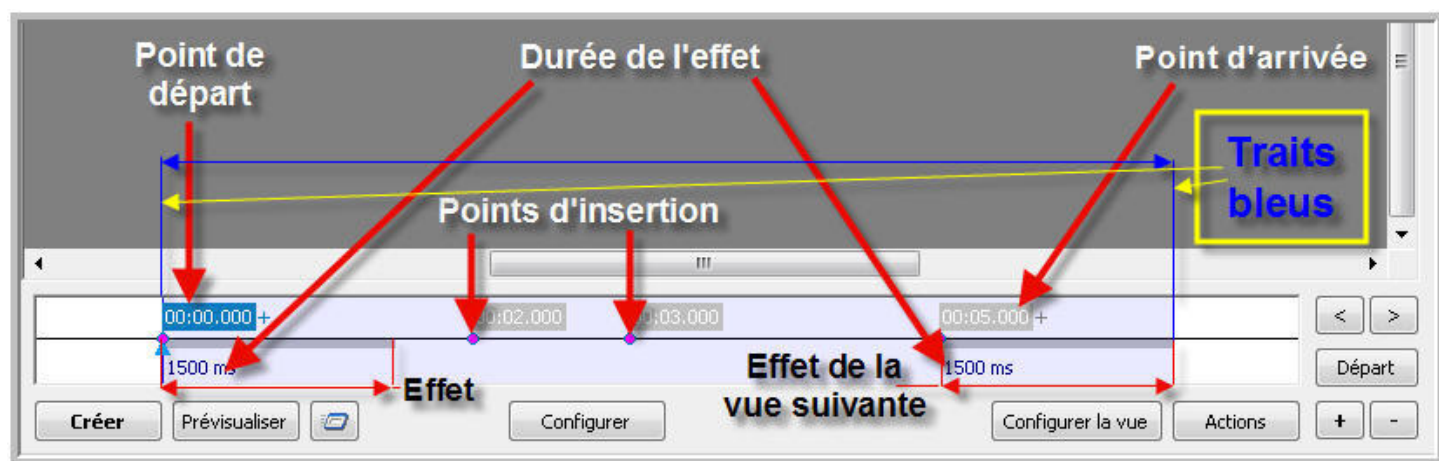 Point de
départ
Durée de l'effet
Point d'arrivée
Traits
bleus
Points d'insertion
00:00.000 +
00:02.000
00:03.000
00:05.000 +
< >
1500 ms
Effet
Effet de la
vue suivante
1500 ms
Départ
Créer
Prévisualiser
Configurer
Configurer la vue
Actions
+ -